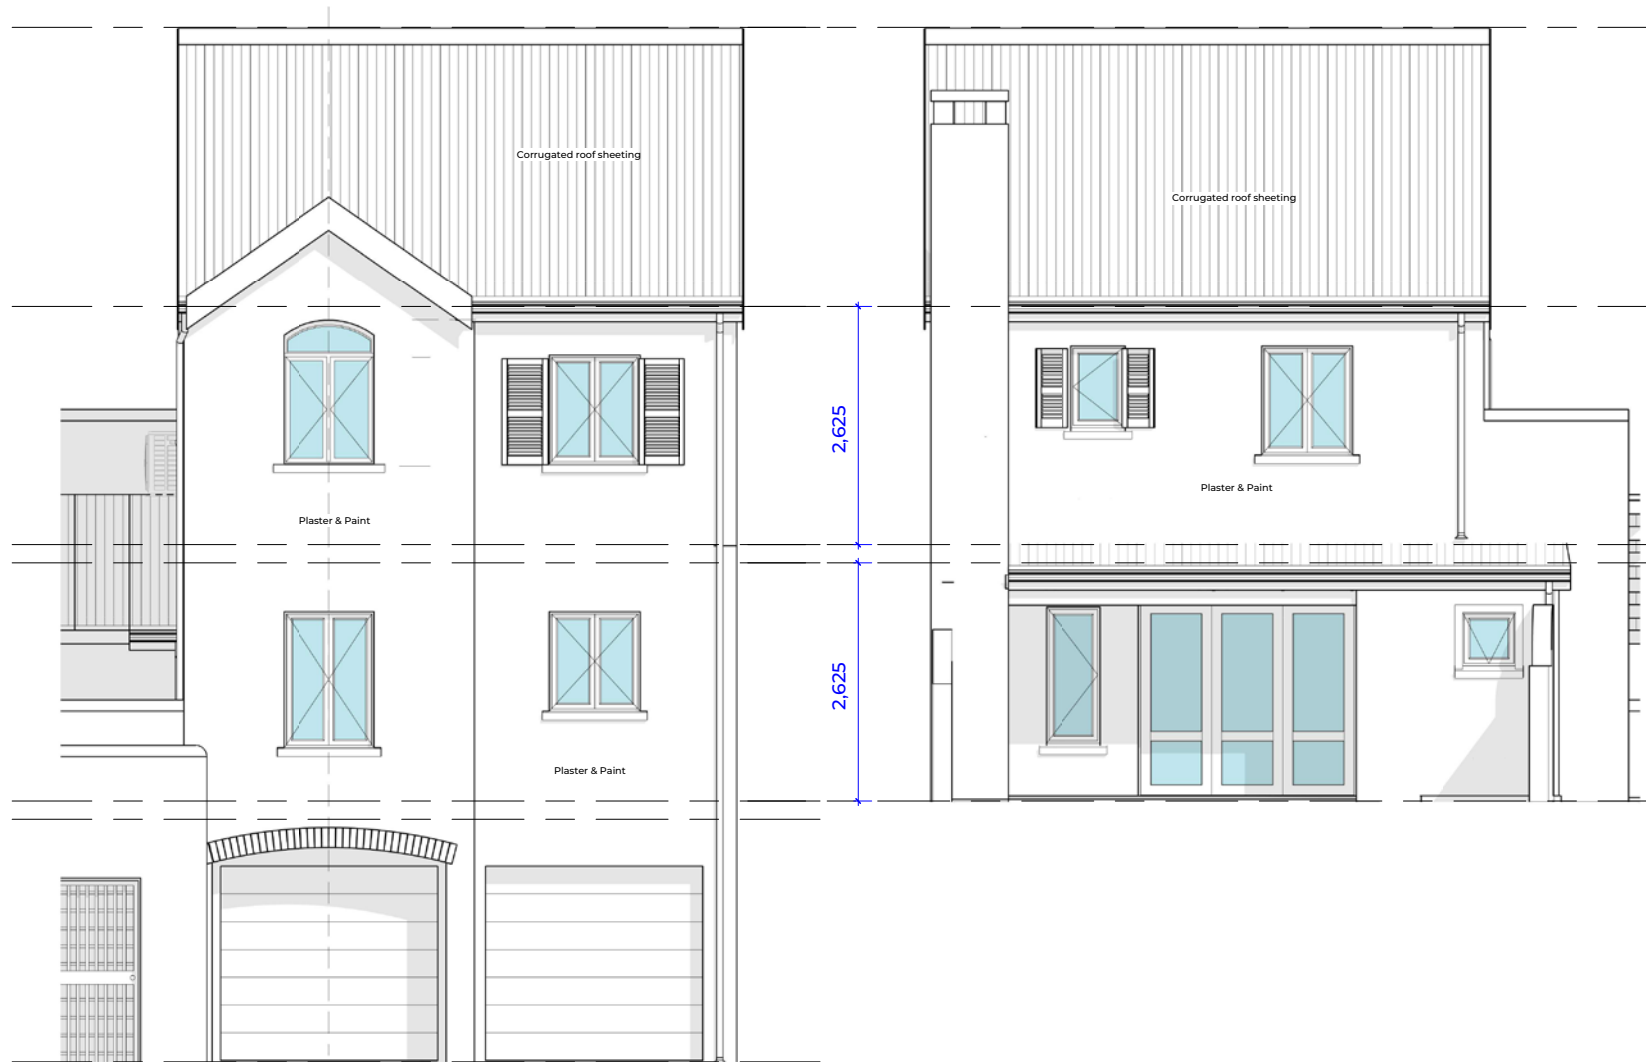 Corrugated roof sheeting
Corrugated roof sheeting
2,625
Plaster & Paint
Plaster & Paint
2,625
Plaster & Paint